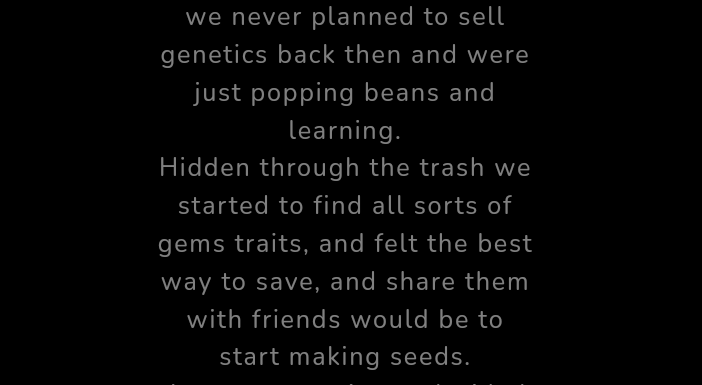 we never planned to sell
genetics back then and were
just popping beans and
learning.
Hidden through the trash we
started to find all sorts of
gems traits, and felt the best
way to save, and share them
with friends would be to
start making seeds.